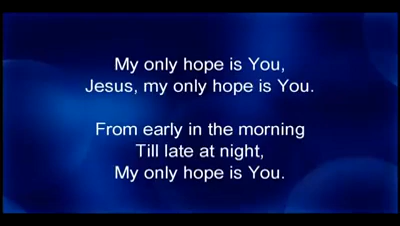 My only hope is You,
Jesus, my only hope is You.
From early in the morning
Till late at night,
My only hope is You.